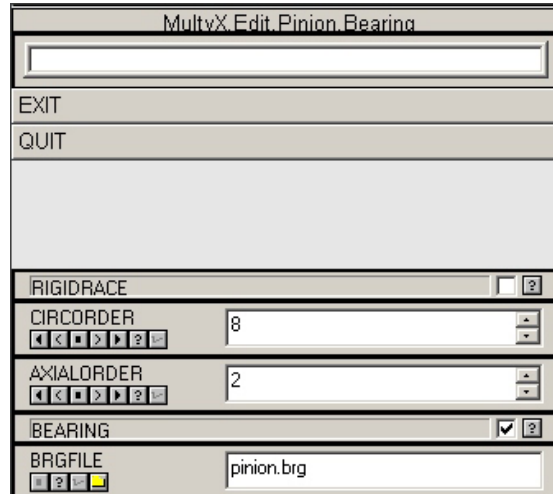 MultyX.Edit.Pinion.Bearing
EXIT
QUIT
RIGIDRACE
?
CIRCORDER
8
?
AXIALORDER
2
?
BEARING
?
BRGFILE
pinion.brg
?